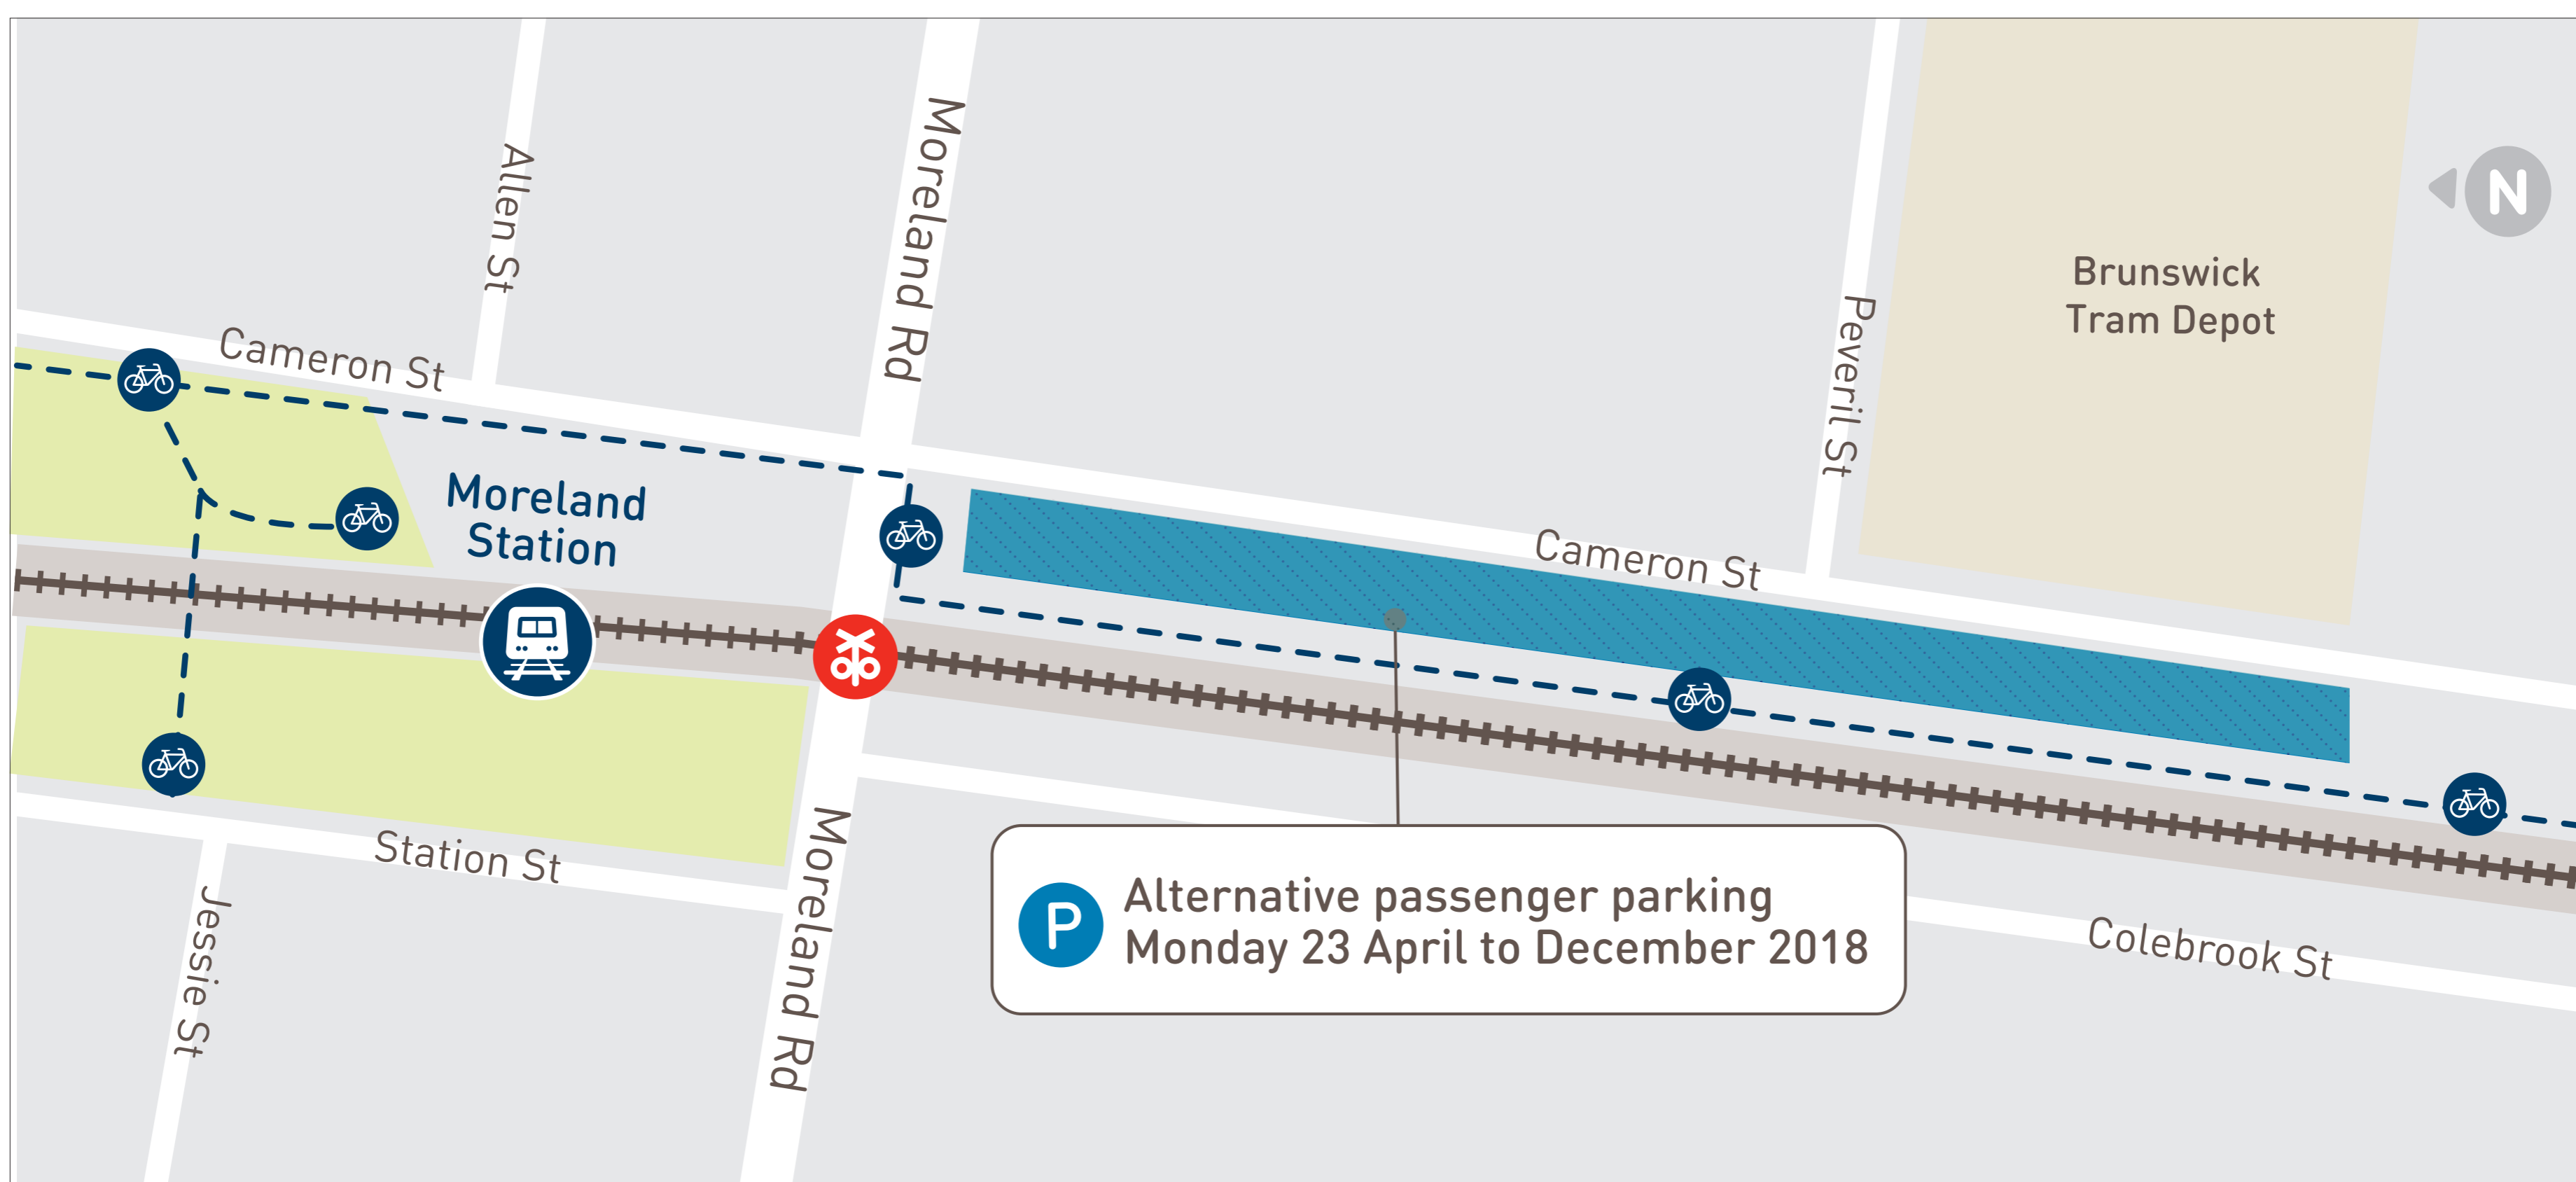 Allen St
Moreland Rd
Peveril St
N
Brunswick
Tram Depot
Cameron St
Moreland
Station
Cameron St
Station St
Jessie St
Moreland Rd
P
Alternative passenger parking
Monday 23 April to December 2018
Colebrook St